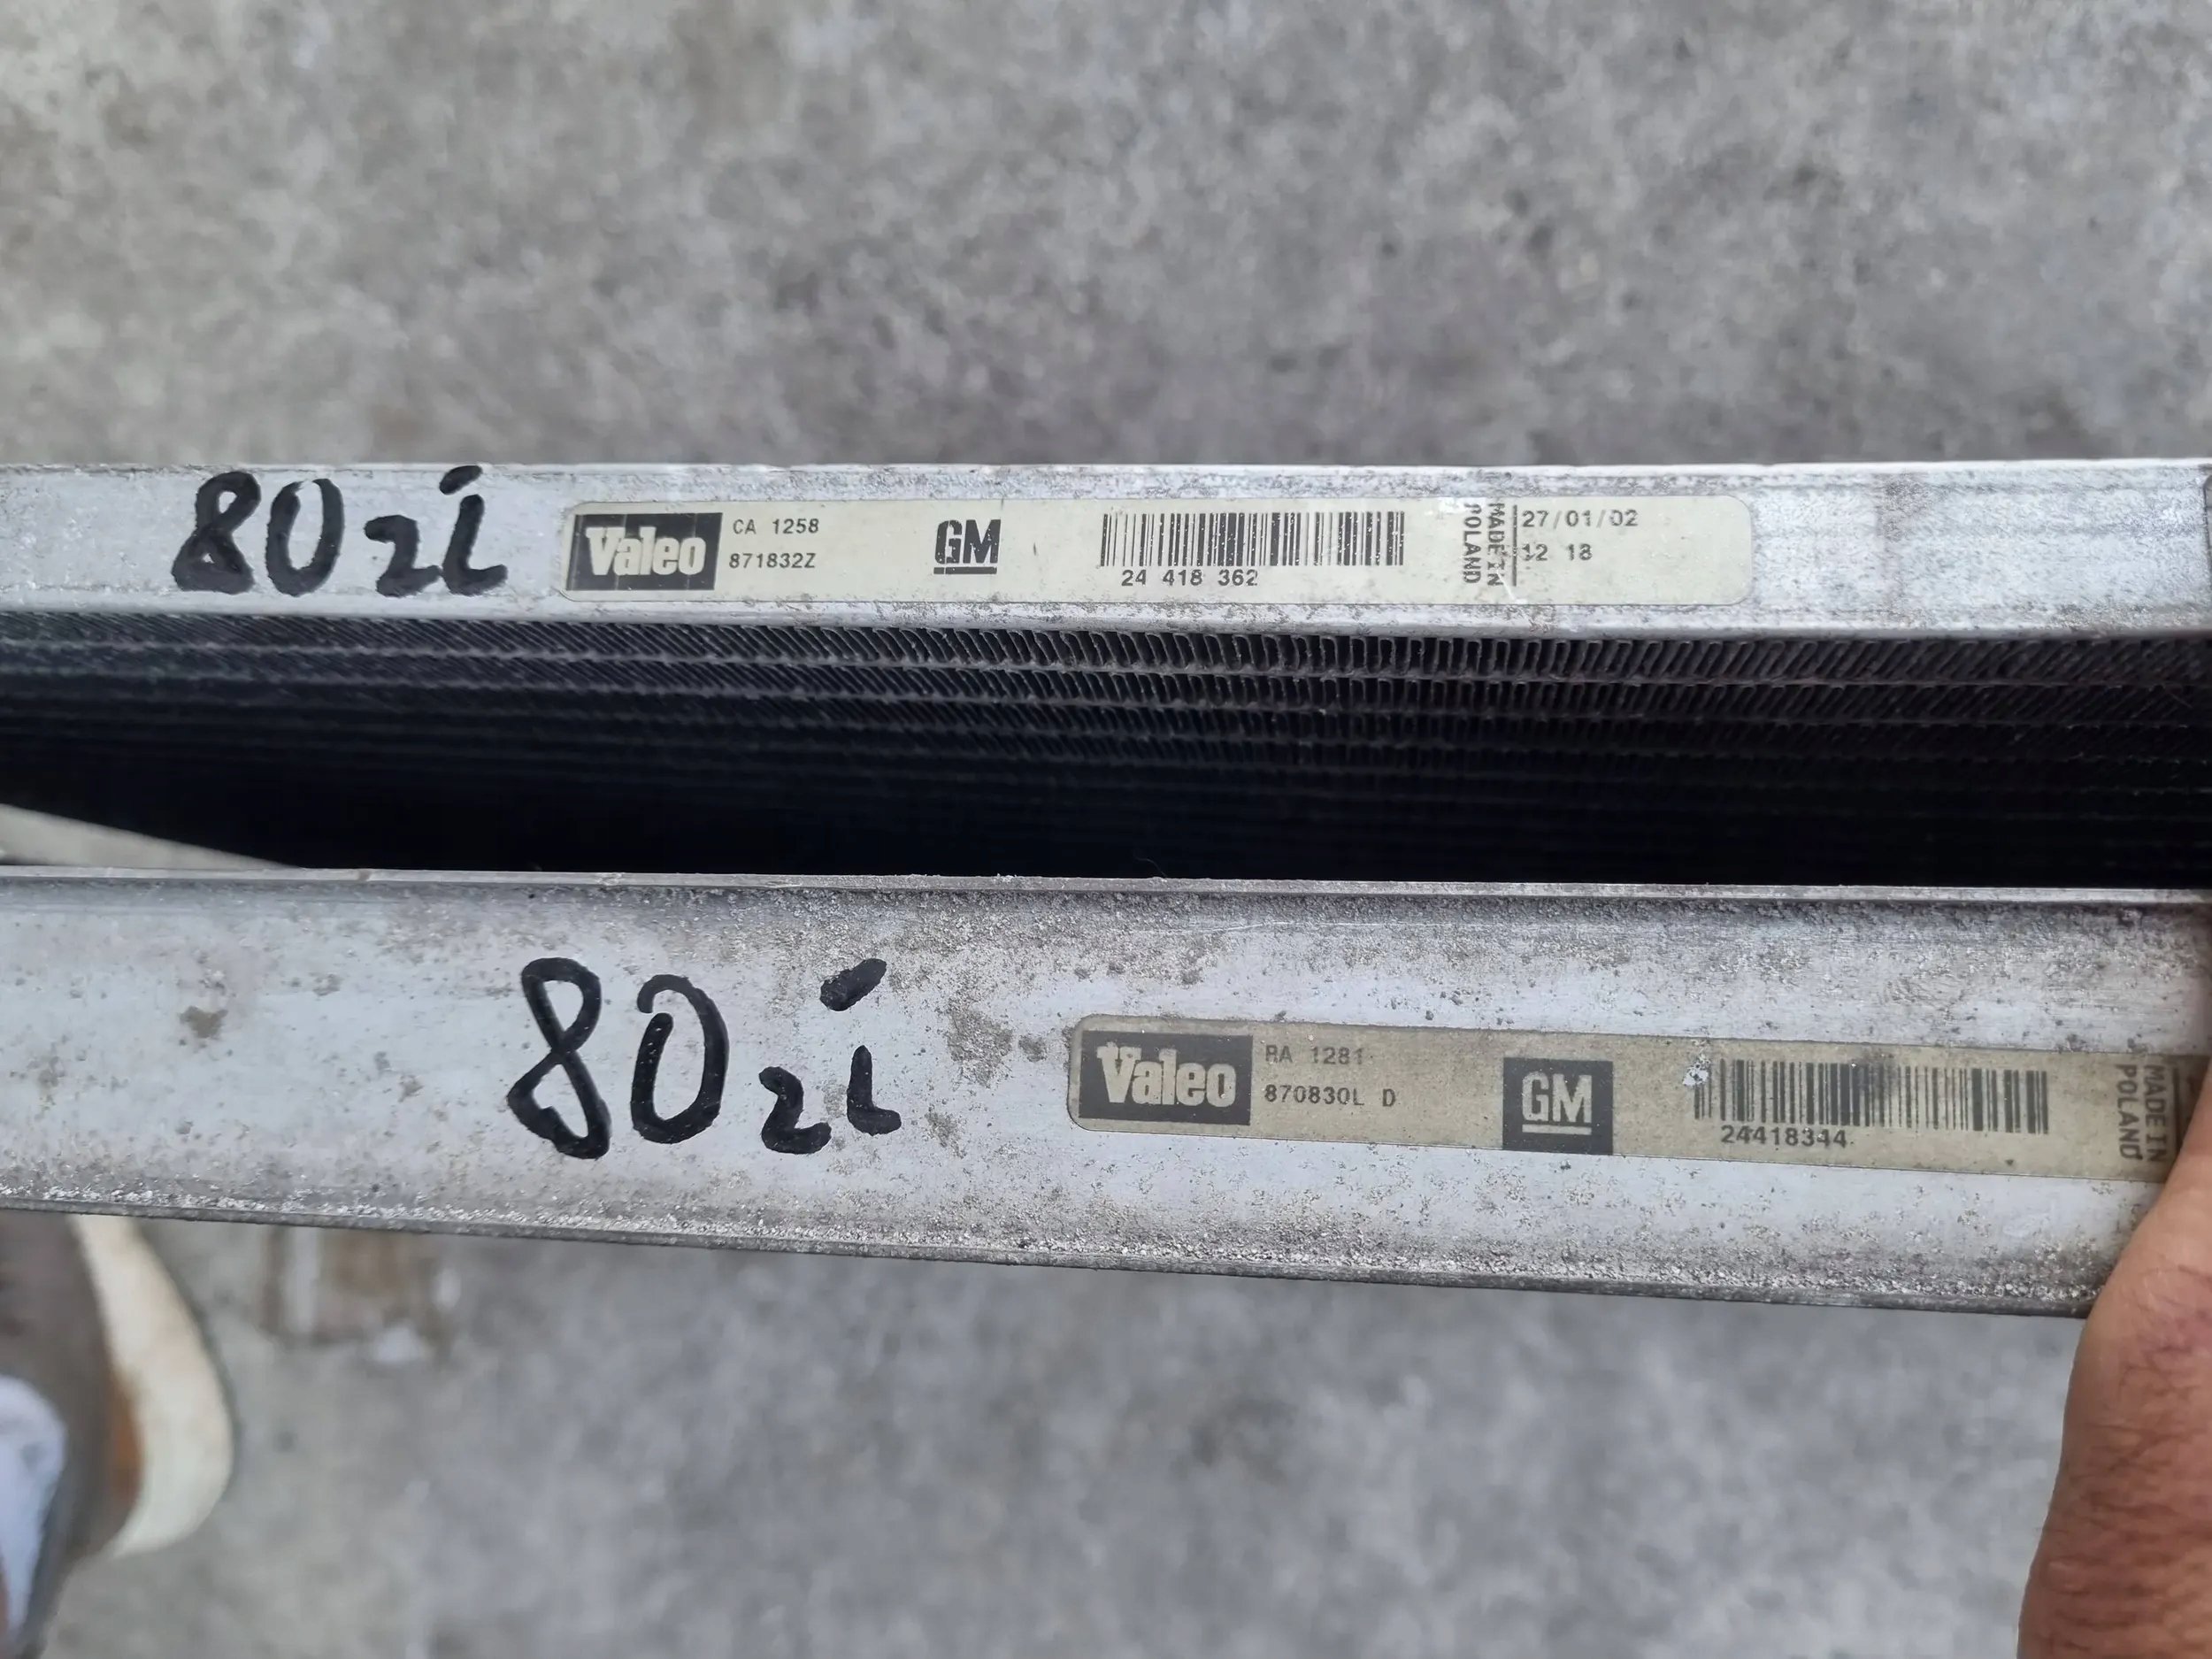 80zi
Valeo
CA 1258
871832Z
GM
24 418 362
MADE IN
POLAND
27/01/02
12 18
80zi
Valeo
RA 1281
870830L D
GM
24418344
MADE IN
POLAND